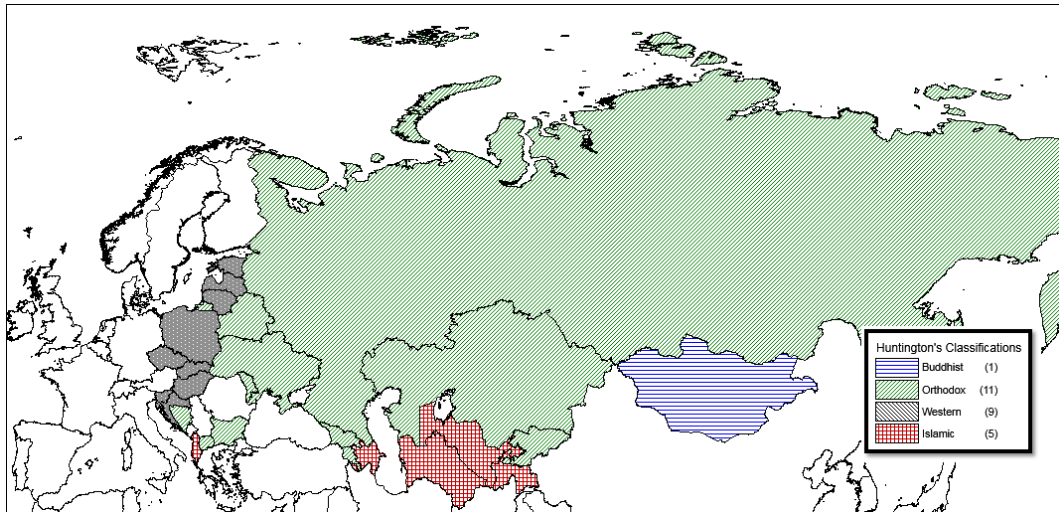 Huntington's Classifications
Buddhist (1)
Orthodox (11)
Western (9)
Islamic (5)